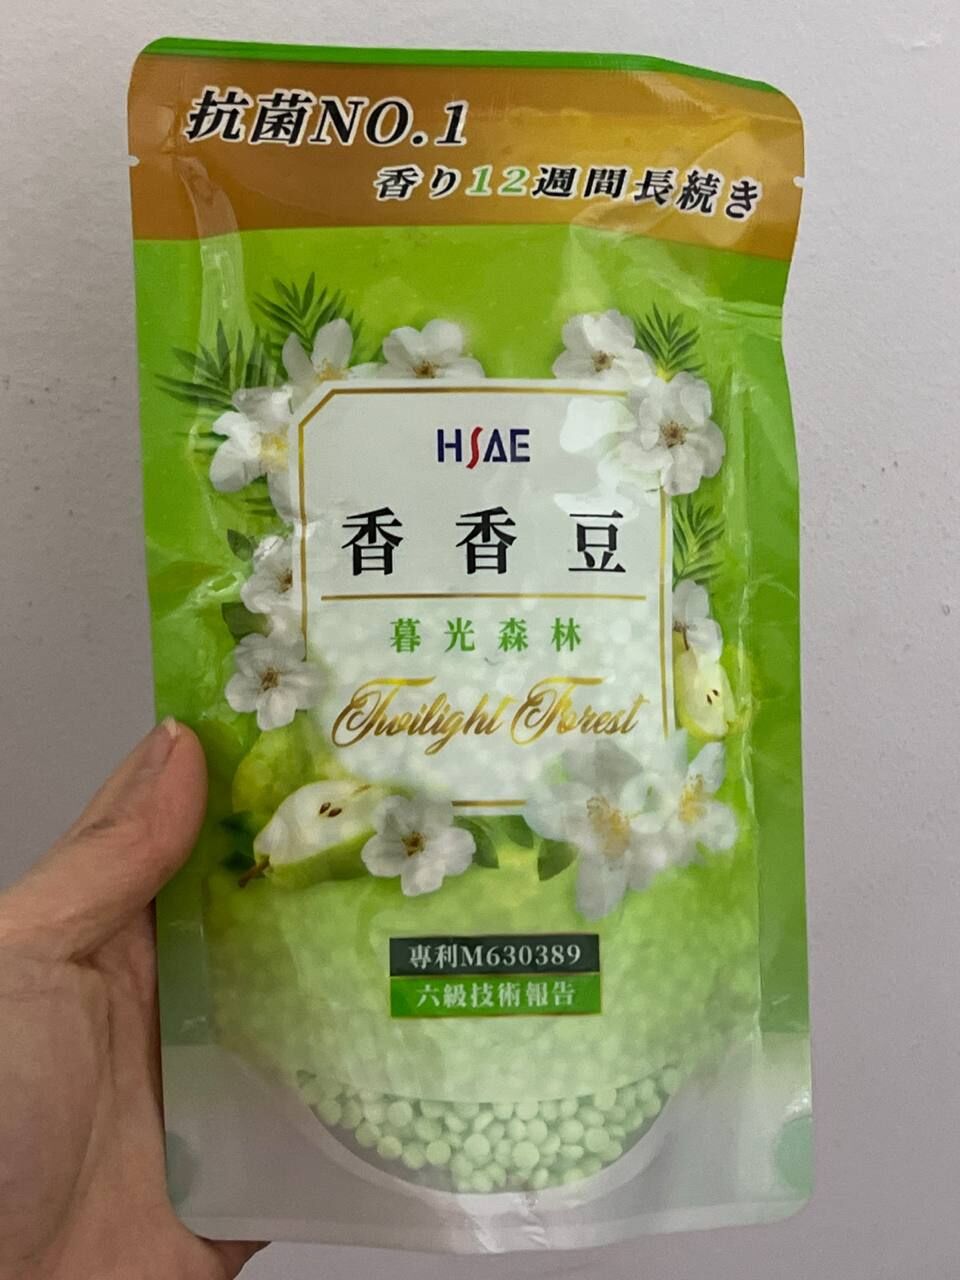 抗菌NO.1
香り12週間長続き
HSAE
香香豆
暮光森林
Twilight Forest
專利M630389
六級技術報告